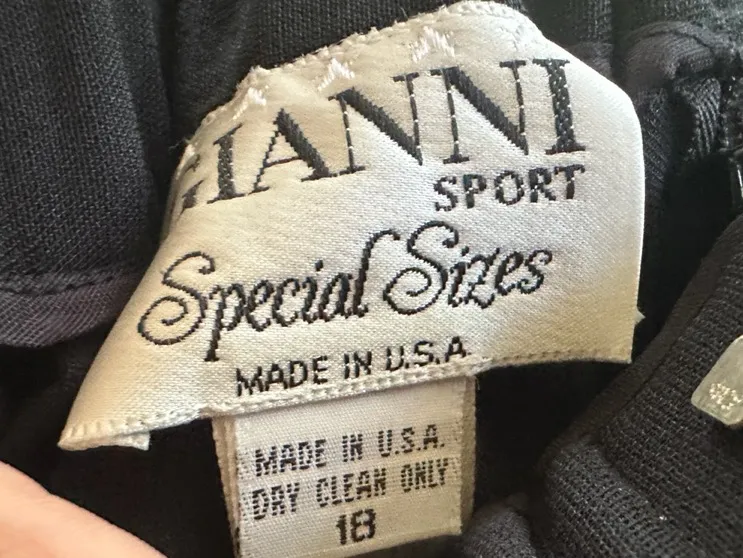 GIANNI
SPORT
Special Sizes
MADE IN U.S.A
MADE IN U.S.A.
DRY CLEAN ONLY
18